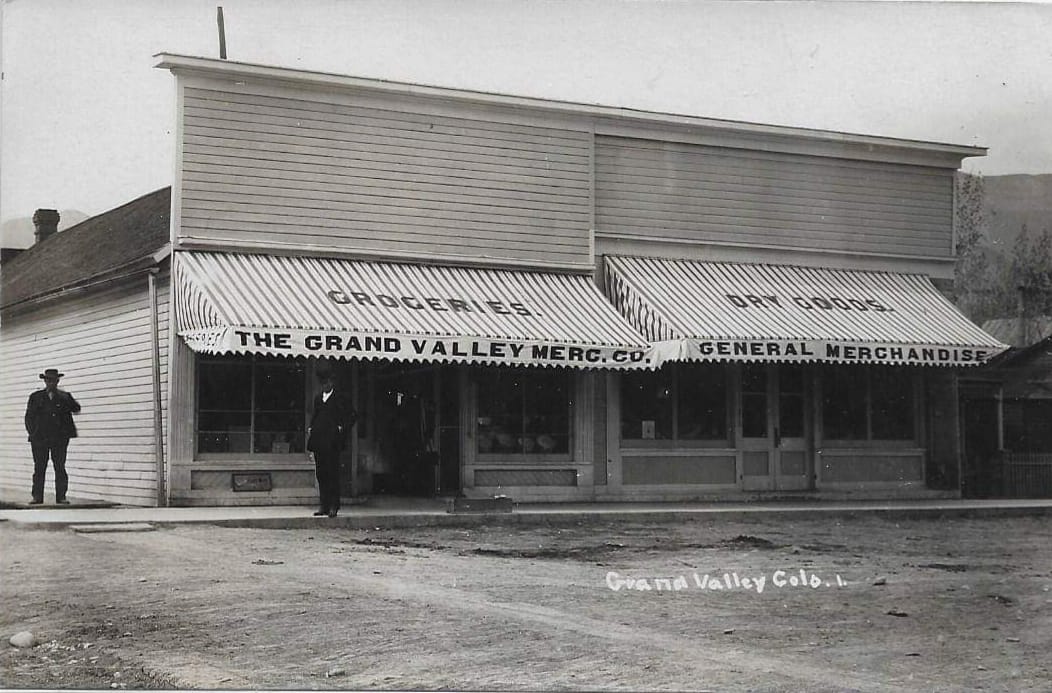 GROCERIES.
DRY GOODS.
THE GRAND VALLEY MERC. CO.
GENERAL MERCHANDISE
Grand Valley Colo. 1.